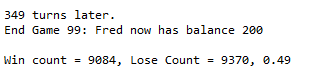 349 turns later.
End Game 99: Fred now has balance 200
Win count = 9084, Lose Count = 9370, 0.49